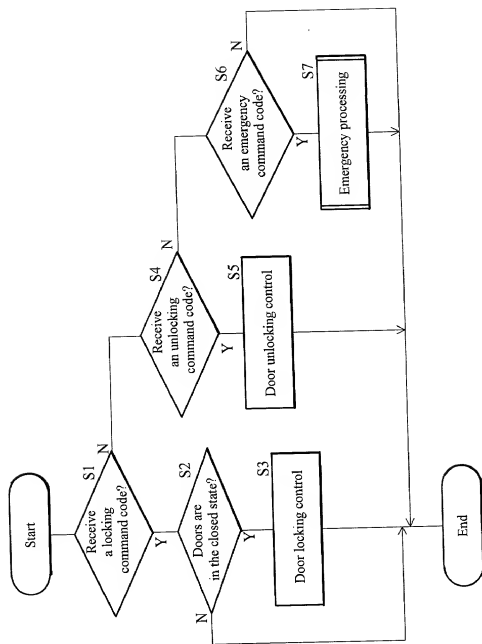 Start
S1
Receive
a locking
command code?
N
Y
S2
Doors are
in the closed state?
N
Y
S3
Door locking control
S4
Receive
an unlocking
command code?
N
Y
S5
Door unlocking control
S6
Receive
an emergency
command code?
N
Y
S7
Emergency processing
End